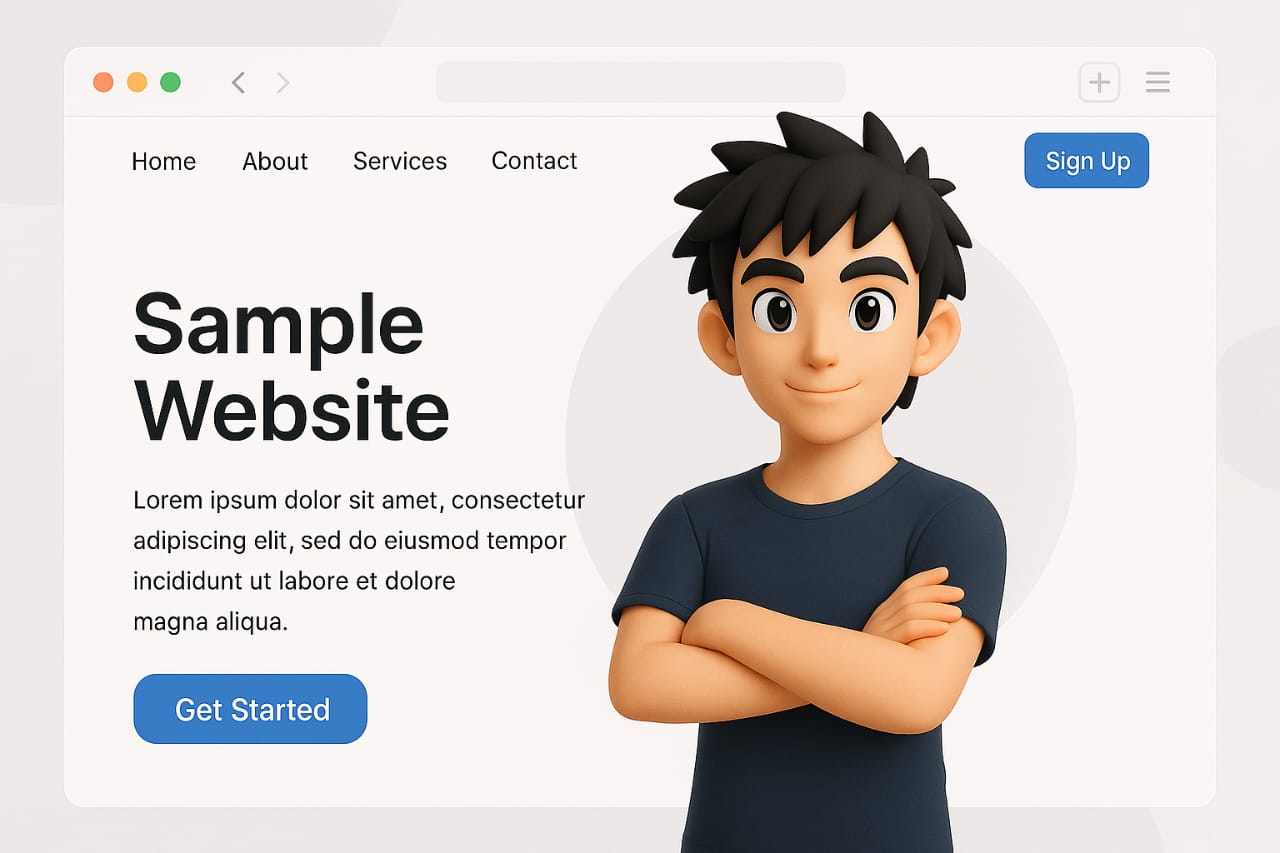 Home About Services Contact Sign Up
Sample
Website
Lorem ipsum dolor sit amet, consectetur
adipiscing elit, sed do eiusmod tempor
incididunt ut labore et dolore
magna aliqua.
Get Started